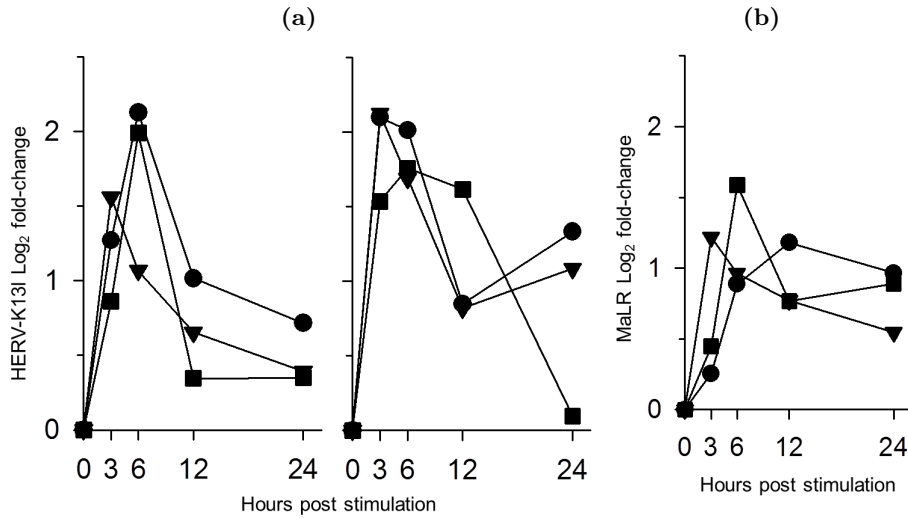 (a)
HERV-K13I Log2 fold-change
2
1
0
0 3 6 12 24
0 3 6 12 24
Hours post stimulation
(b)
MaLR Log2 fold-change
2
1
0
0 3 6 12 24
Hours post stimulation